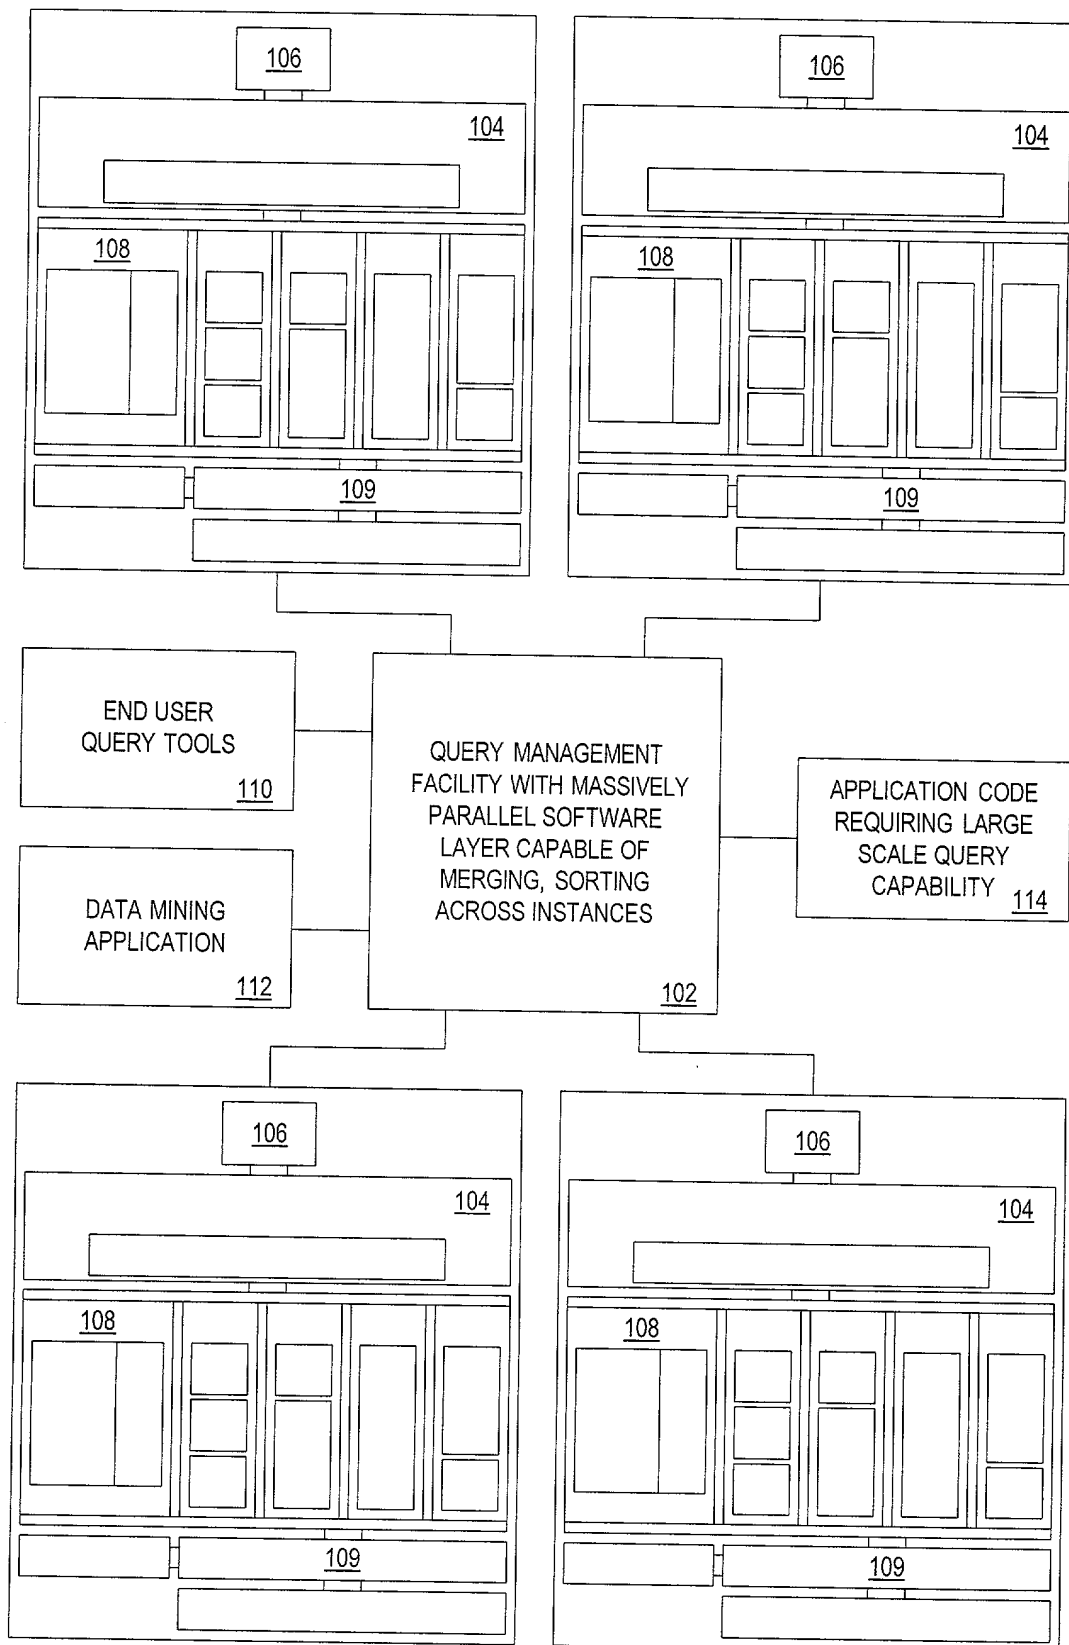 106
104
108
109
106
104
108
109
END USER
QUERY TOOLS
110
DATA MINING
APPLICATION
112
QUERY MANAGEMENT
FACILITY WITH MASSIVELY
PARALLEL SOFTWARE
LAYER CAPABLE OF
MERGING, SORTING
ACROSS INSTANCES
102
APPLICATION CODE
REQUIRING LARGE
SCALE QUERY
CAPABILITY
114
106
104
108
109
106
104
108
109